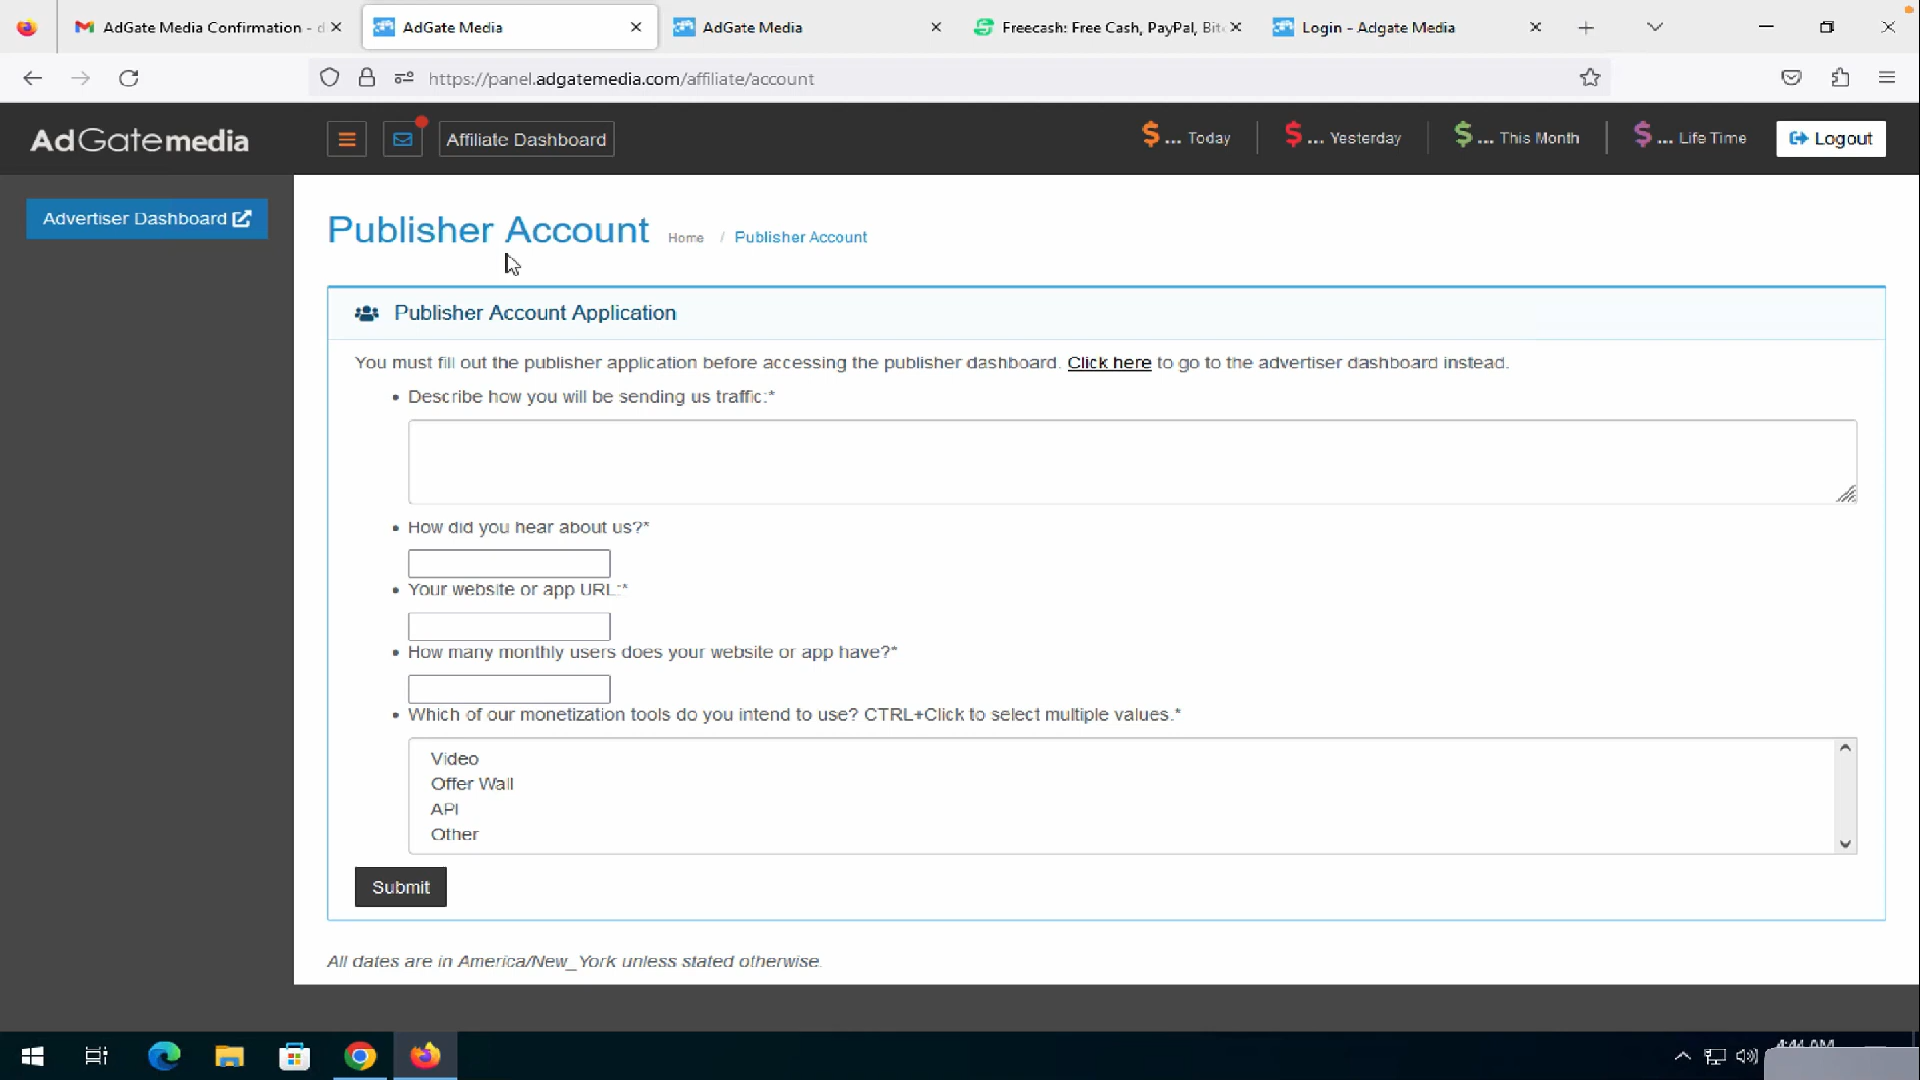 AdGate Media Confirmation - d
AdGate Media
AdGate Media
Freecash: Free Cash, PayPal, Bit
Login - Adgate Media
https://panel.adgatemedia.com/affiliate/account
AdGatemedia
Affiliate Dashboard
$... Today
$... Yesterday
$... This Month
$... Life Time
Logout
Advertiser Dashboard
Publisher Account
Home / Publisher Account
Publisher Account Application
You must fill out the publisher application before accessing the publisher dashboard. Click here to go to the advertiser dashboard instead.
• Describe how you will be sending us traffic:*
• How did you hear about us?*
• Your website or app URL:*
• How many monthly users does your website or app have?*
• Which of our monetization tools do you intend to use? CTRL+Click to select multiple values.*
Video
Offer Wall
API
Other
Submit
All dates are in America/New_York unless stated otherwise.
4:44 AM